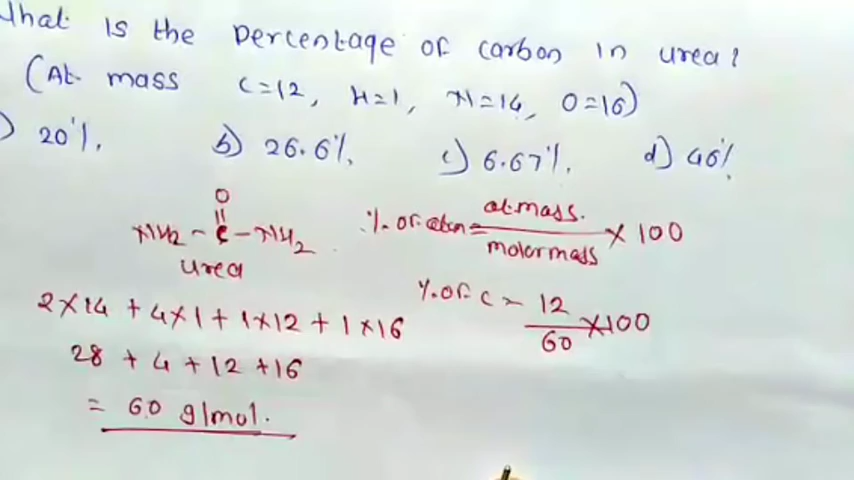 What is the percentage of carbon in urea?
(At. mass C=12, H=1, N=14, O=16)
) 20%. b) 26.6%. c) 6.67%. d) 46%.
O
||
NH2 - C - NH2
urea
% of atom = at.mass. / molar mass × 100
2×14 + 4×1 + 1×12 + 1×16
% of C = 12 / 60 ×100
28 + 4 + 12 +16
= 60 g/mol.